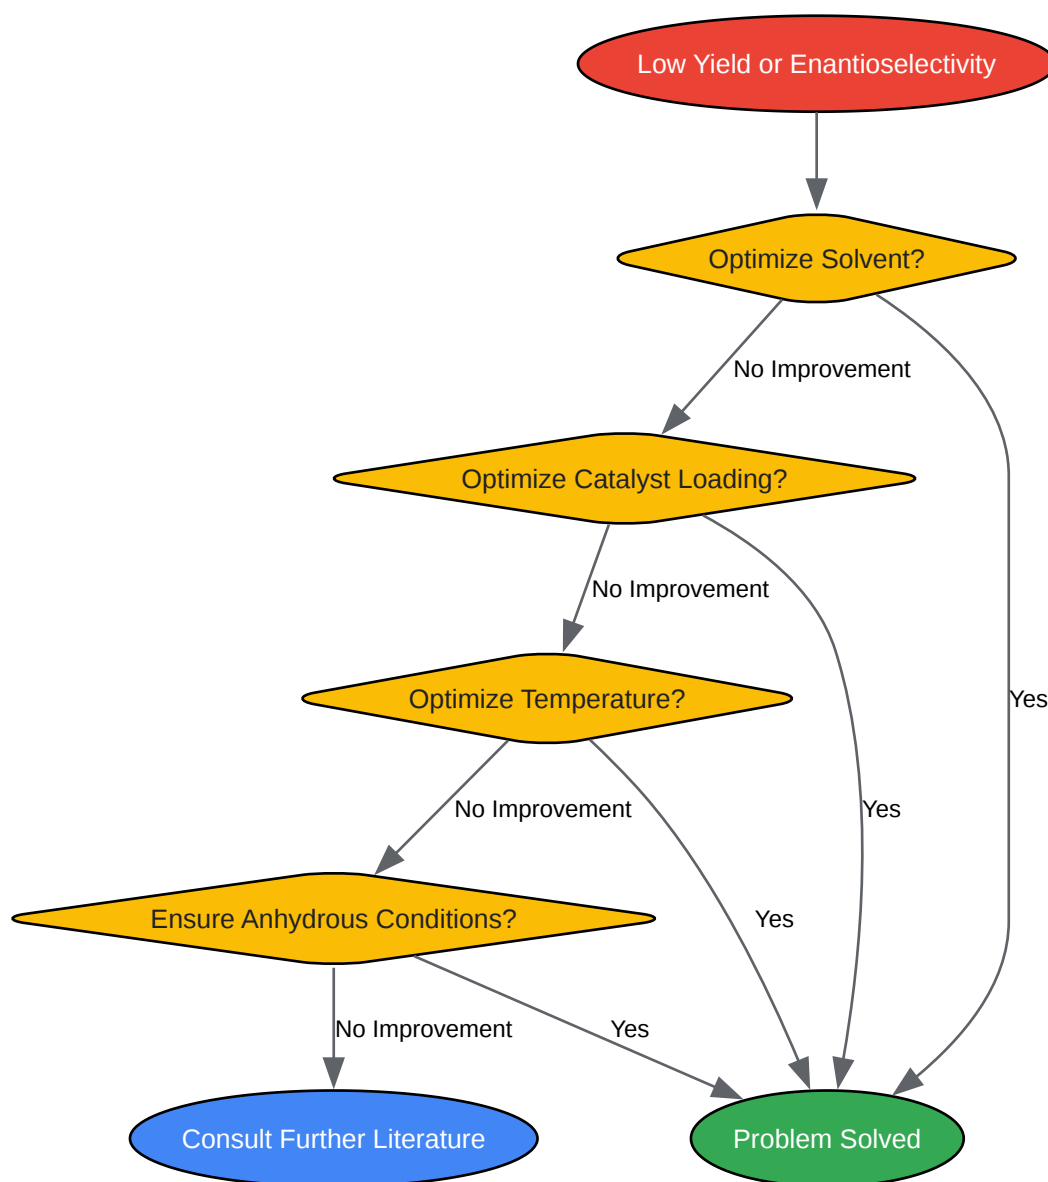 Low Yield or Enantioselectivity
Optimize Solvent?
No Improvement
Optimize Catalyst Loading?
No Improvement
Optimize Temperature?
Yes
No Improvement
Yes
Ensure Anhydrous Conditions?
Yes
No Improvement
Yes
Consult Further Literature
Problem Solved